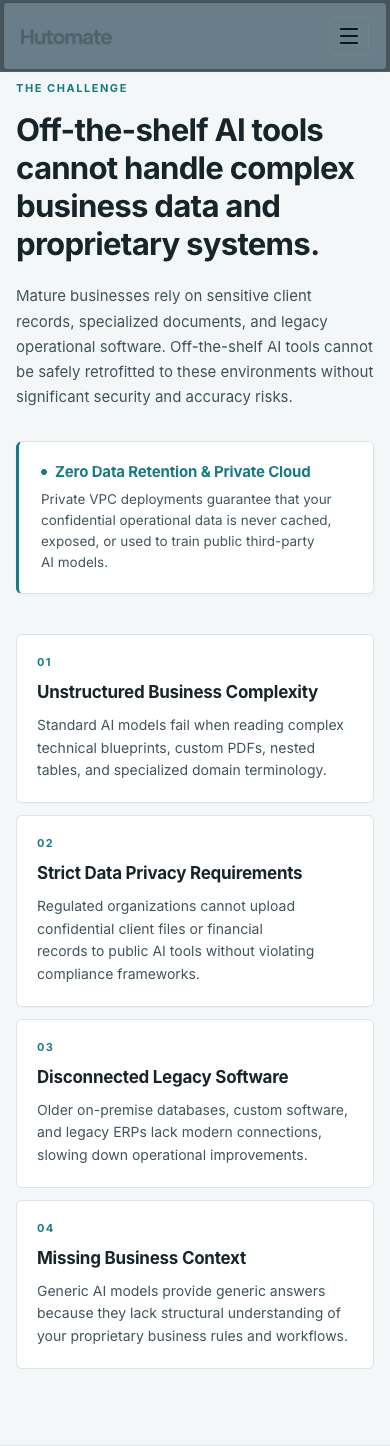 Hutomate
THE CHALLENGE
Off-the-shelf AI tools
cannot handle complex
business data and
proprietary systems.
Mature businesses rely on sensitive client
records, specialized documents, and legacy
operational software. Off-the-shelf AI tools cannot
be safely retrofitted to these environments without
significant security and accuracy risks.
Zero Data Retention & Private Cloud
Private VPC deployments guarantee that your
confidential operational data is never cached,
exposed, or used to train public third-party
AI models.
01
Unstructured Business Complexity
Standard AI models fail when reading complex
technical blueprints, custom PDFs, nested
tables, and specialized domain terminology.
02
Strict Data Privacy Requirements
Regulated organizations cannot upload
confidential client files or financial
records to public AI tools without violating
compliance frameworks.
03
Disconnected Legacy Software
Older on-premise databases, custom software,
and legacy ERPs lack modern connections,
slowing down operational improvements.
04
Missing Business Context
Generic AI models provide generic answers
because they lack structural understanding of
your proprietary business rules and workflows.